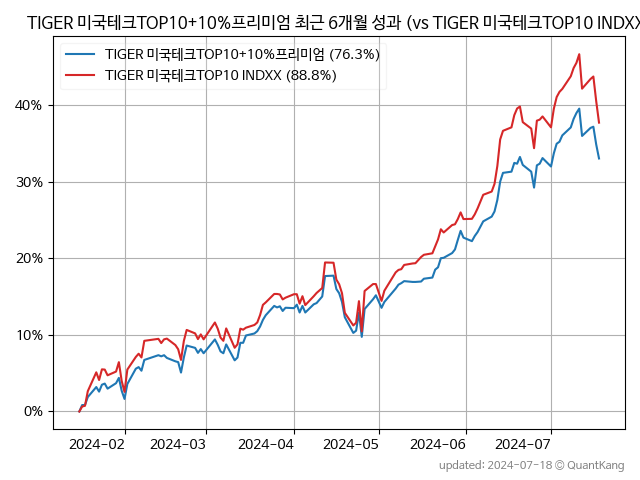 TIGER 미국테크TOP10+10%프리미엄 최근 6개월 성과 (vs TIGER 미국테크TOP10 INDXX
TIGER 미국테크TOP10+10%프리미엄 (76.3%)
TIGER 미국테크TOP10 INDXX (88.8%)
40%
30%
20%
10%
0%
2024-02 2024-03 2024-04 2024-05 2024-06 2024-07
updated: 2024-07-18 © QuantKang